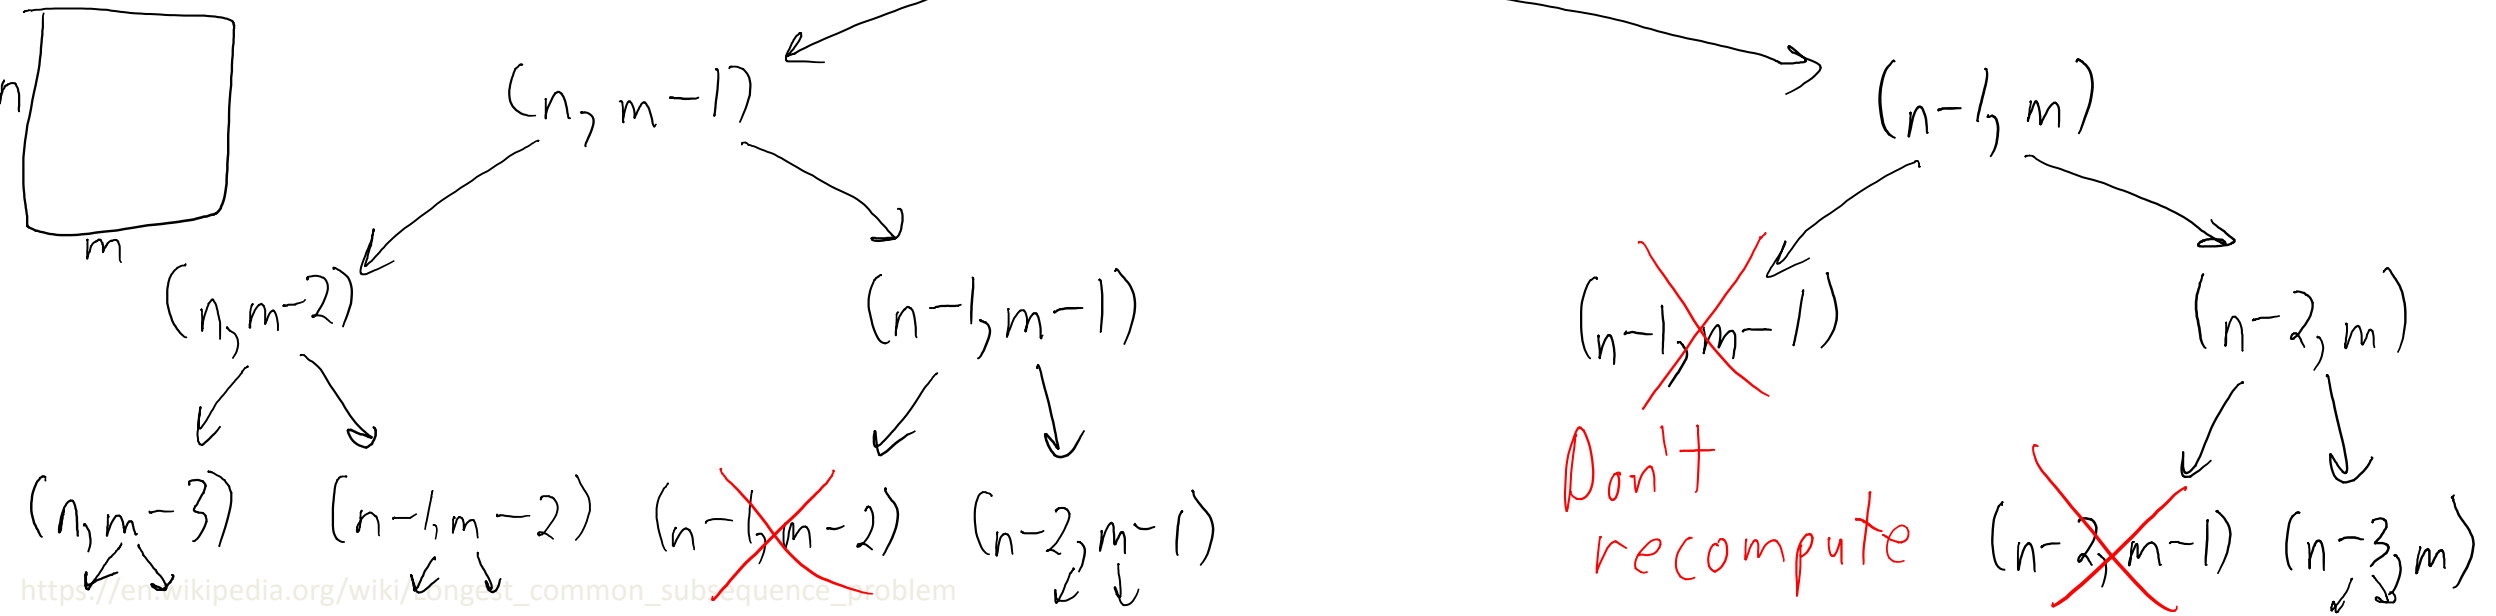 n
m
(n, m-1)
(n-1, m)
(n, m-2)
(n-1, m-1)
(n-1, m-1)
(n-2, m)
Don't
recompute
(n, m-3)
(n-1, m-2)
(n-1, m-2)
(n-2, m-1)
(n-2, m-1)
(n-3, m)
https://en.wikipedia.org/wiki/Longest_common_subsequence_problem